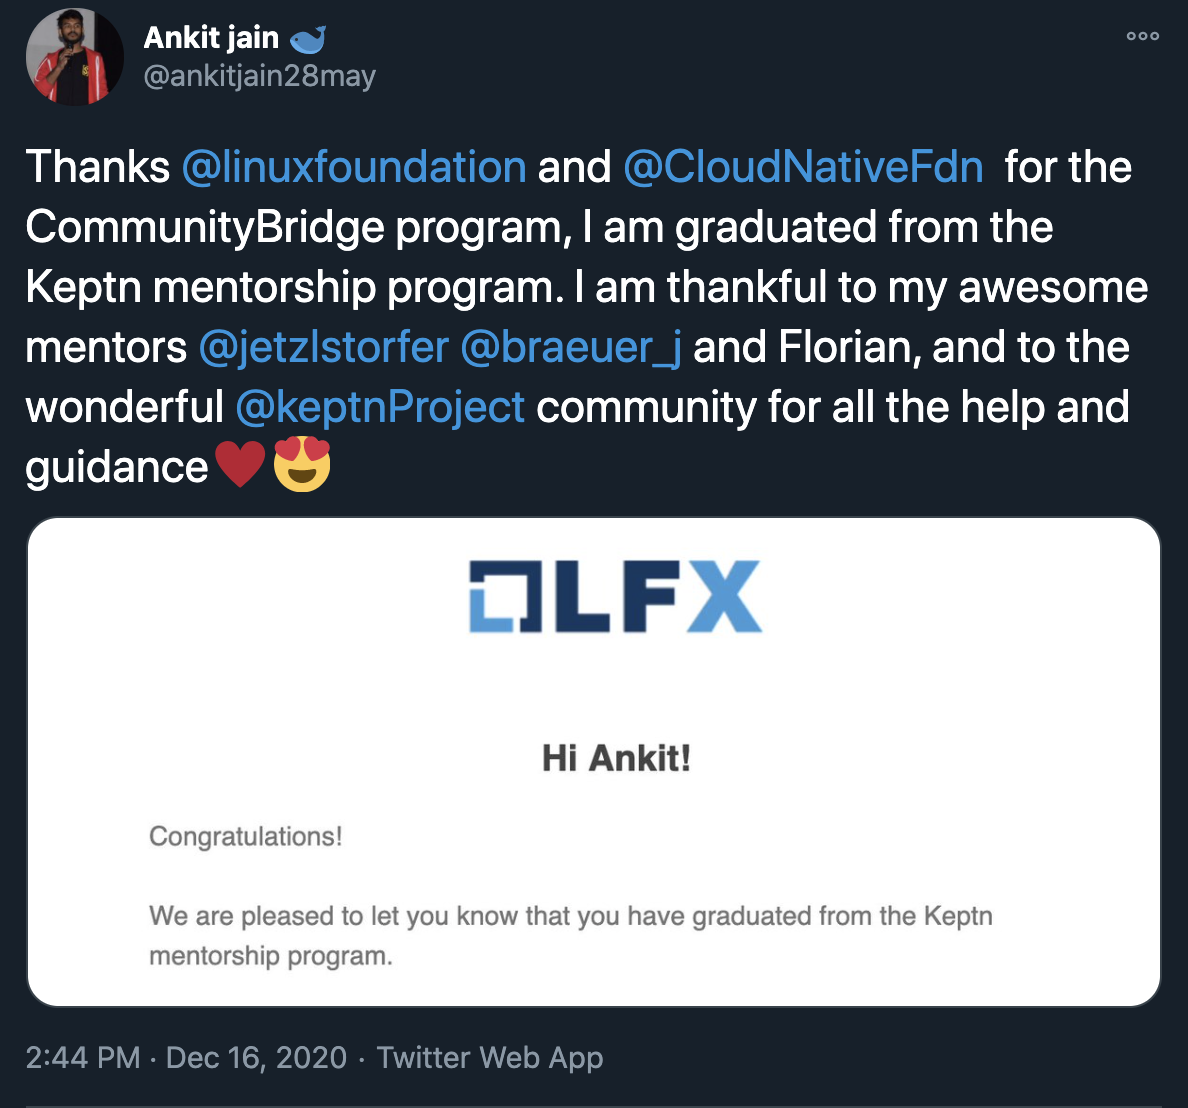 Ankit jain 🐳
@ankitjain28may
Thanks @linuxfoundation and @CloudNativeFdn for the
CommunityBridge program, I am graduated from the
Keptn mentorship program. I am thankful to my awesome
mentors @jetzlstorfer @braeuer_j and Florian, and to the
wonderful @keptnProject community for all the help and
guidance❤️😍
LFX
Hi Ankit!
Congratulations!
We are pleased to let you know that you have graduated from the Keptn
mentorship program.
2:44 PM · Dec 16, 2020 · Twitter Web App